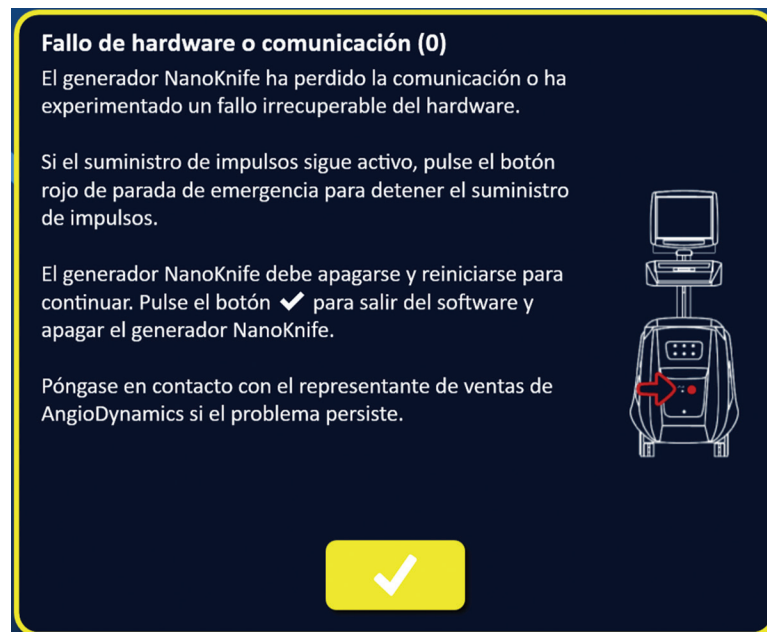 Fallo de hardware o comunicación (0)
El generador NanoKnife ha perdido la comunicación o ha
experimentado un fallo irrecuperable del hardware.
Si el suministro de impulsos sigue activo, pulse el botón
rojo de parada de emergencia para detener el suministro
de impulsos.
El generador NanoKnife debe apagarse y reiniciarse para
continuar. Pulse el botón ✔ para salir del software y
apagar el generador NanoKnife.
Póngase en contacto con el representante de ventas de
AngioDynamics si el problema persiste.